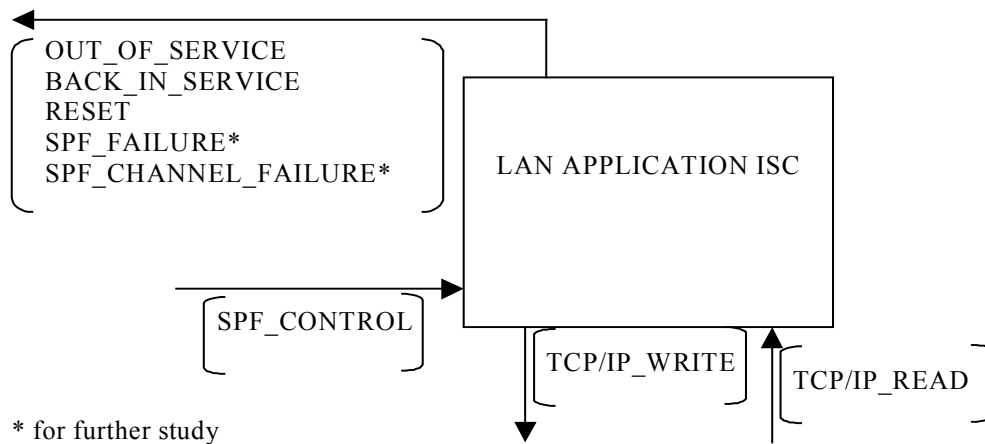 OUT_OF_SERVICE
BACK_IN_SERVICE
RESET
SPF_FAILURE*
SPF_CHANNEL_FAILURE*
LAN APPLICATION ISC
SPF_CONTROL
TCP/IP_WRITE
TCP/IP_READ
* for further study